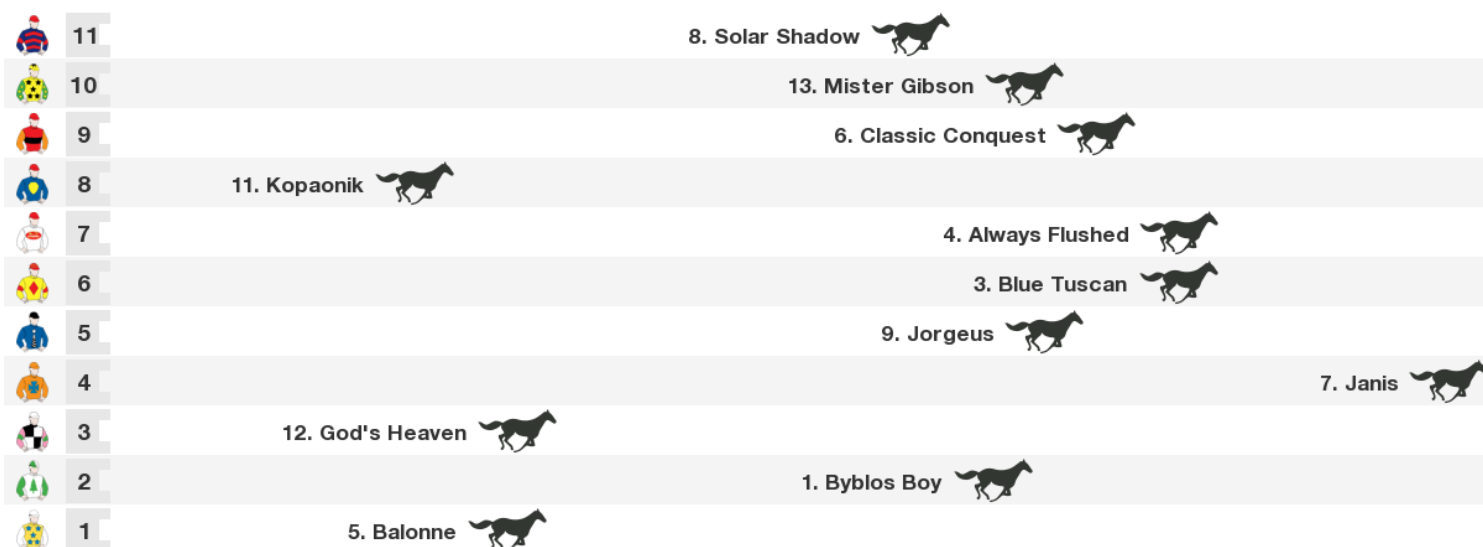 11 8. Solar Shadow
10 13. Mister Gibson
9 6. Classic Conquest
8 11. Kopaonik
7 4. Always Flushed
6 3. Blue Tuscan
5 9. Jorgeus
4 7. Janis
3 12. God's Heaven
2 1. Byblos Boy
1 5. Balonne